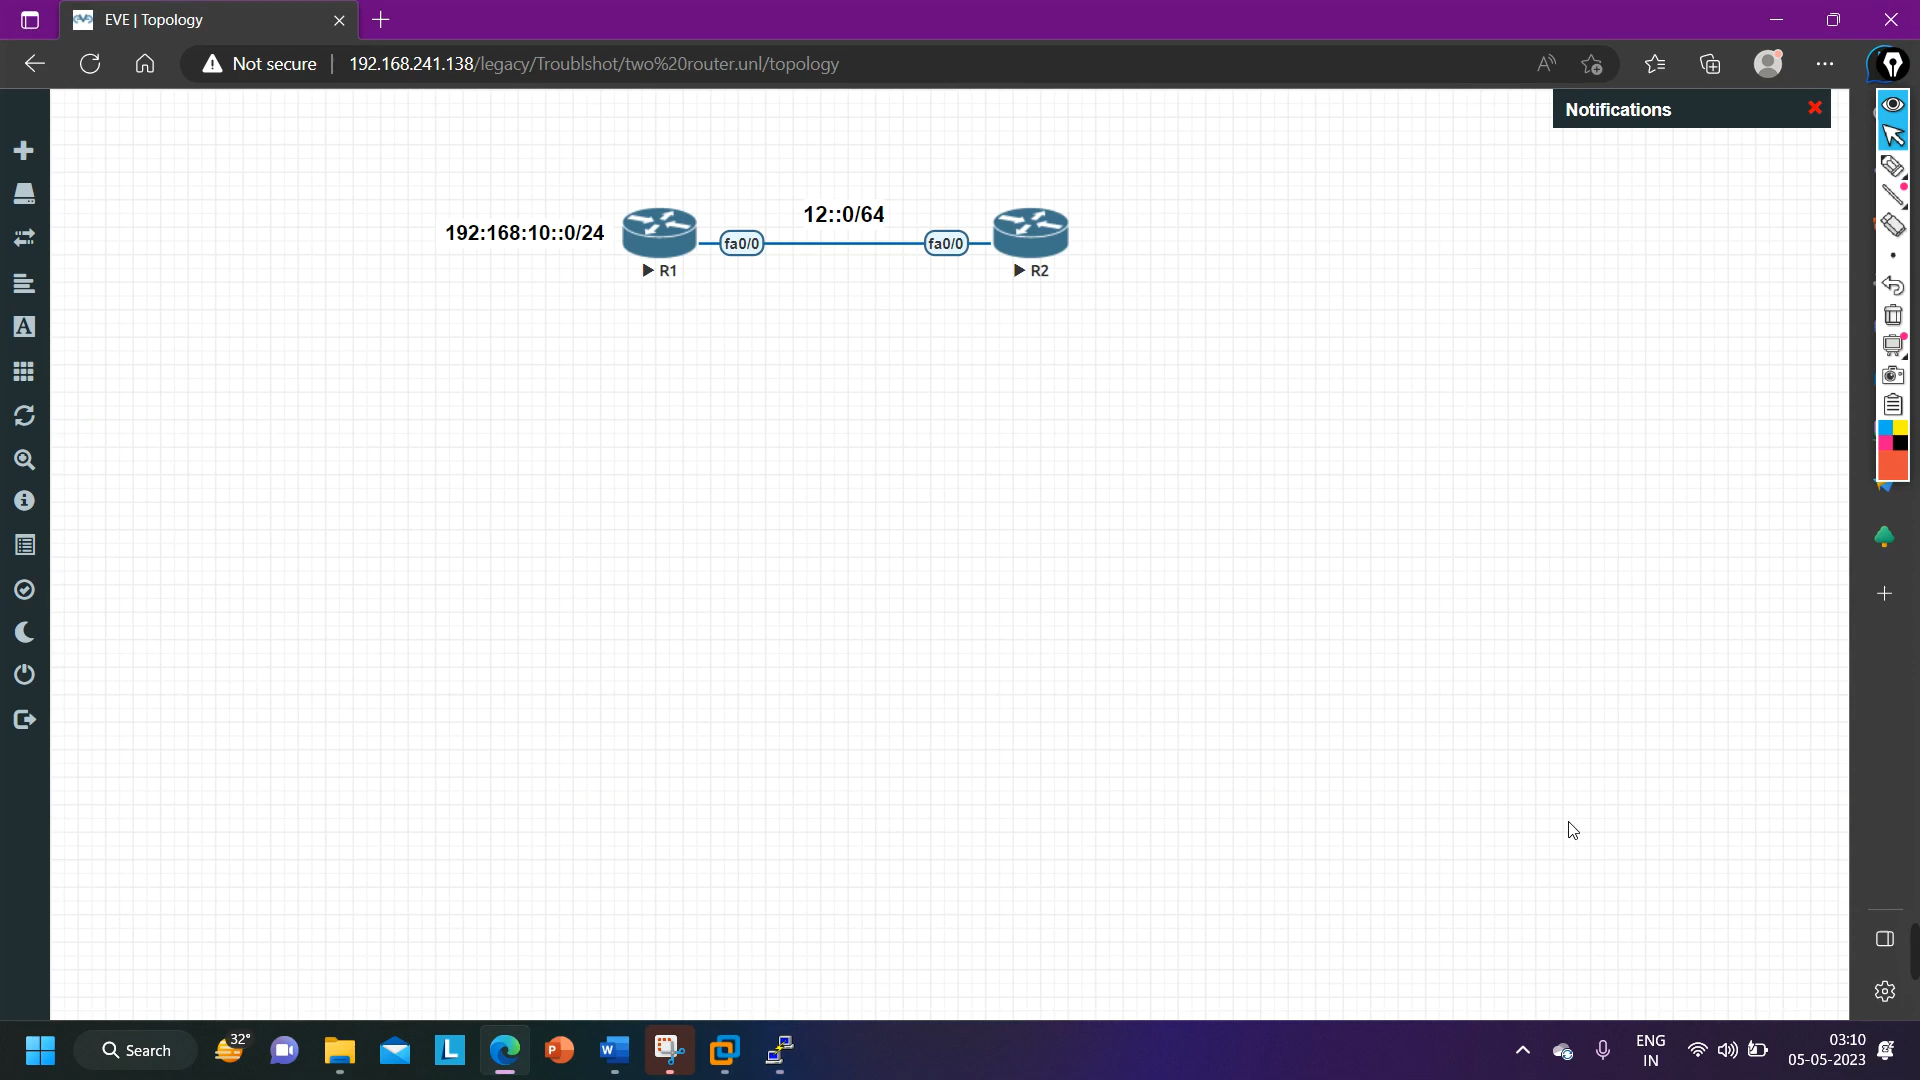 EVE | Topology
Not secure | 192.168.241.138/legacy/Troublshot/two%20router.unl/topology
Notifications
12::0/64
192:168:10::0/24
fa0/0
fa0/0
R1
R2
32°
Search
ENG
IN
03:10
05-05-2023